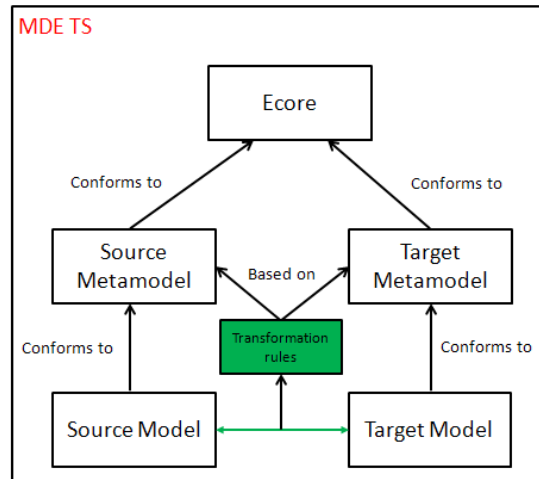 MDE TS
Ecore
Conforms to
Conforms to
Source
Metamodel
Based on
Target
Metamodel
Conforms to
Transformation
rules
Conforms to
Source Model
Target Model